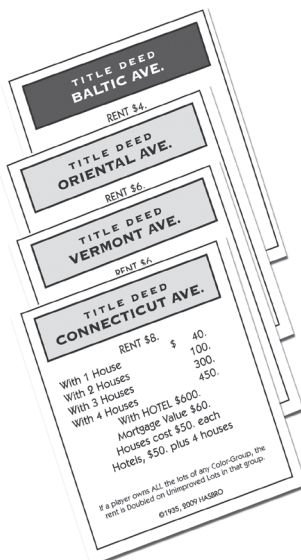 TITLE DEED
BALTIC AVE.
RENT $4.
TITLE DEED
ORIENTAL AVE.
RENT $6.
TITLE DEED
VERMONT AVE.
RENT $6.
TITLE DEED
CONNECTICUT AVE.
RENT $8.
With 1 House $ 40.
With 2 Houses 100.
With 3 Houses 300.
With 4 Houses 450.
With HOTEL $600.
Mortgage Value $60.
Houses cost $50. each
Hotels, $50. plus 4 houses
If a player owns ALL the lots of any Color-Group, the
rent is Doubled on Unimproved Lots in that group.
©1935, 2009 HASBRO